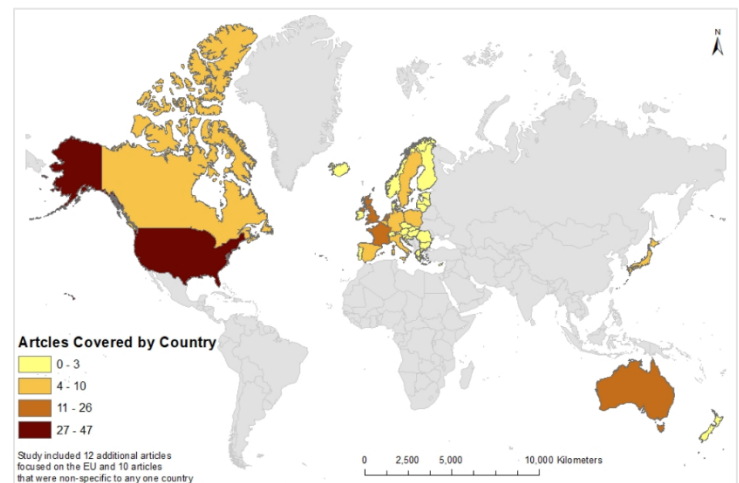 N
Artcles Covered by Country
0 - 3
4 - 10
11 - 26
27 - 47
Study included 12 additional articles
focused on the EU and 10 articles
that were non-specific to any one country
0 2,500 5,000 10,000 Kilometers